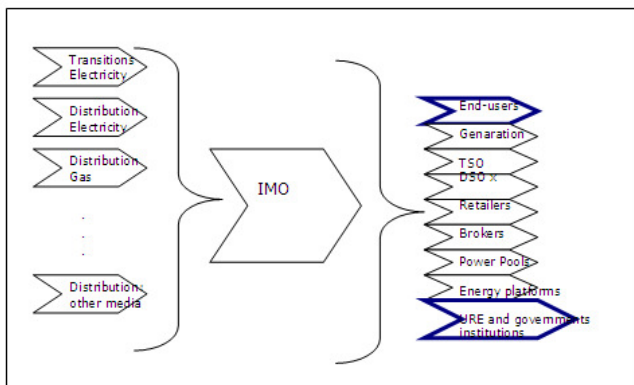 Transitions
Electricity
Distribution
Electricity
Distribution
Gas
.
.
.
Distribution:
other media
IMO
End-users
Genaration
TSO
DSO x
Retailers
Brokers
Power Pools
Energy platforms
URE and governments
institutions